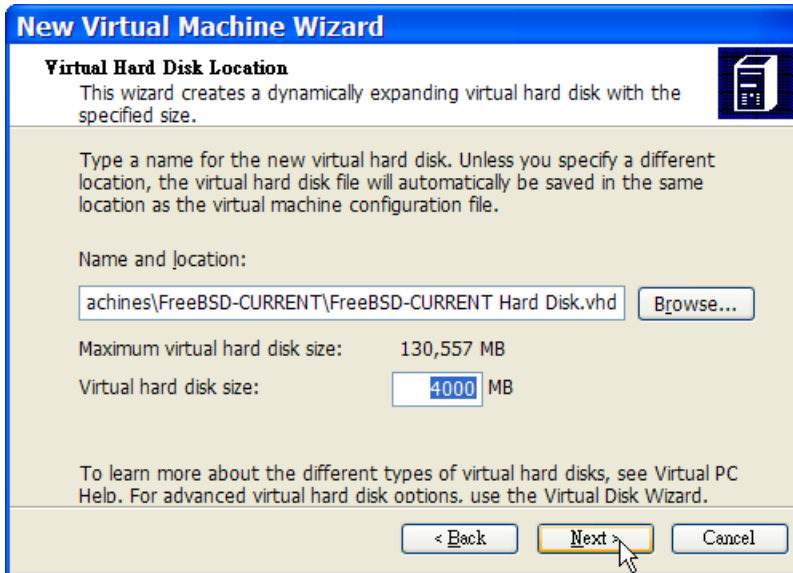 New Virtual Machine Wizard
Virtual Hard Disk Location
This wizard creates a dynamically expanding virtual hard disk with the
specified size.
Type a name for the new virtual hard disk. Unless you specify a different
location, the virtual hard disk file will automatically be saved in the same
location as the virtual machine configuration file.
Name and location:
achines\FreeBSD-CURRENT\FreeBSD-CURRENT Hard Disk.vhd Browse...
Maximum virtual hard disk size: 130,557 MB
Virtual hard disk size: 4000 MB
To learn more about the different types of virtual hard disks, see Virtual PC
Help. For advanced virtual hard disk options, use the Virtual Disk Wizard.
< Back Next > Cancel